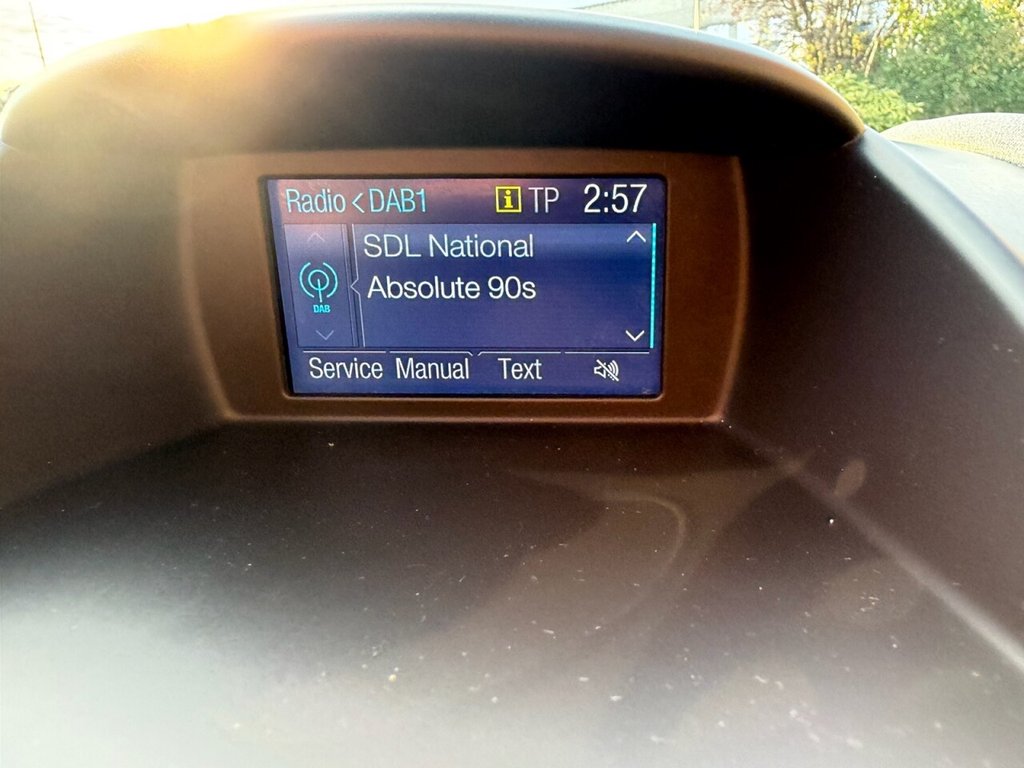 Radio < DAB1 i TP 2:57
SDL National
DAB
Absolute 90s
Service Manual Text